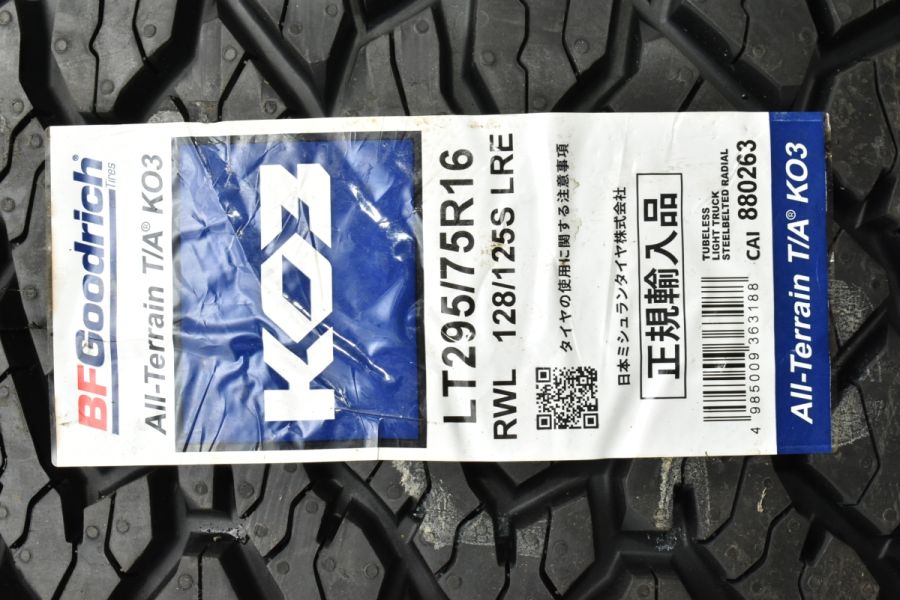 BFGoodrich®
Tires
All-Terrain T/A® KO3
KO3
LT295/75R16
RWL 128/125S LRE
タイヤの使用に関する注意事項
日本ミシュランタイヤ株式会社
正規輸入品
TUBELESS
LIGHT TRUCK
STEELBELTED RADIAL
CAI 880263
4 985009 363188
All-Terrain T/A® KO3